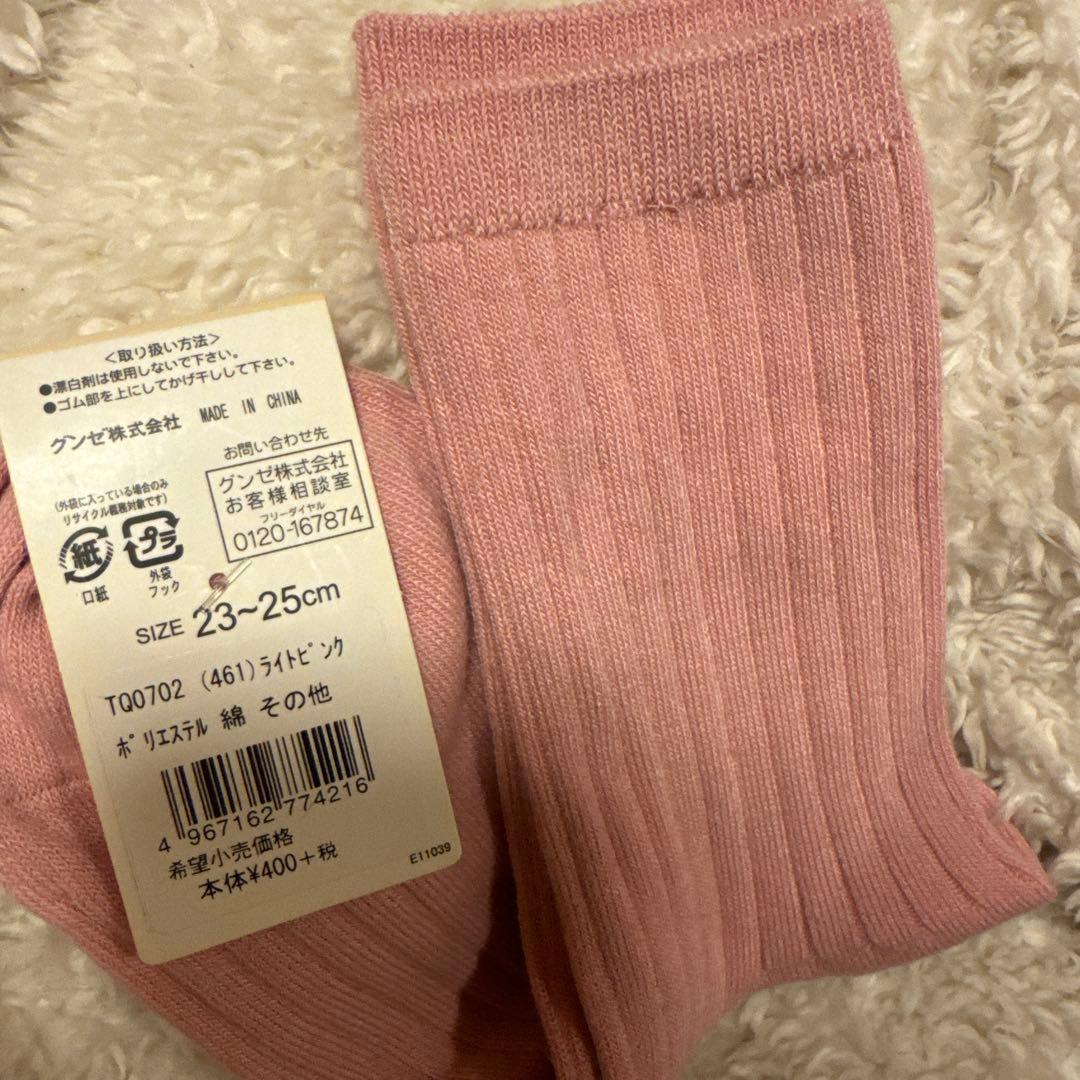 <取り扱い方法>
●漂白剤は使用しないで下さい。
●ゴム部を上にしてかげ干しして下さい。
グンゼ株式会社 MADE IN CHINA
お問い合わせ先
グンゼ株式会社
お客様相談室
フリーダイヤル
0120-167874
(外袋に入っている場合のみ
リサイクル義務対象です)
紙
口紙
プラ
外袋
フック
SIZE 23~25cm
TQ0702 (461)ﾗｲﾄﾋﾟﾝｸ
ﾎﾟﾘｴｽﾃﾙ 綿 その他
4 967162 774216
希望小売価格
本体¥400+税
E11039